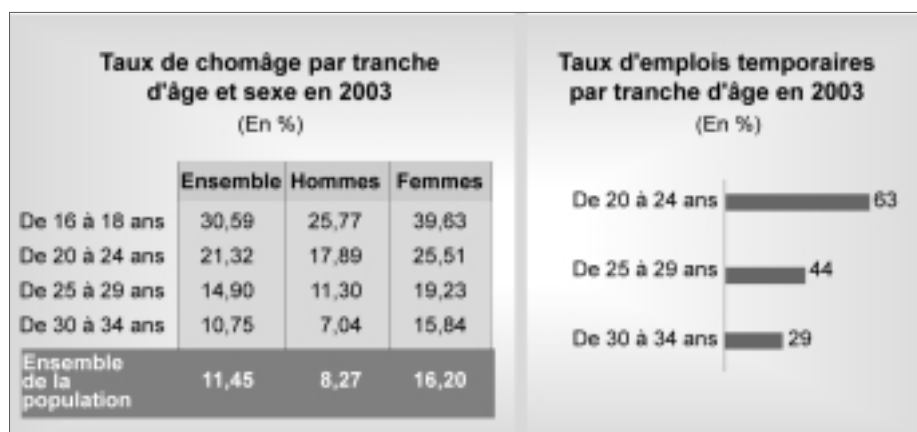 Taux de chomâge par tranche
d'âge et sexe en 2003
(En %)
Ensemble Hommes Femmes
De 16 à 18 ans 30,59 25,77 39,63
De 20 à 24 ans 21,32 17,89 25,51
De 25 à 29 ans 14,90 11,30 19,23
De 30 à 34 ans 10,75 7,04 15,84
Ensemble
de la
population 11,45 8,27 16,20
Taux d'emplois temporaires
par tranche d'âge en 2003
(En %)
De 20 à 24 ans 63
De 25 à 29 ans 44
De 30 à 34 ans 29